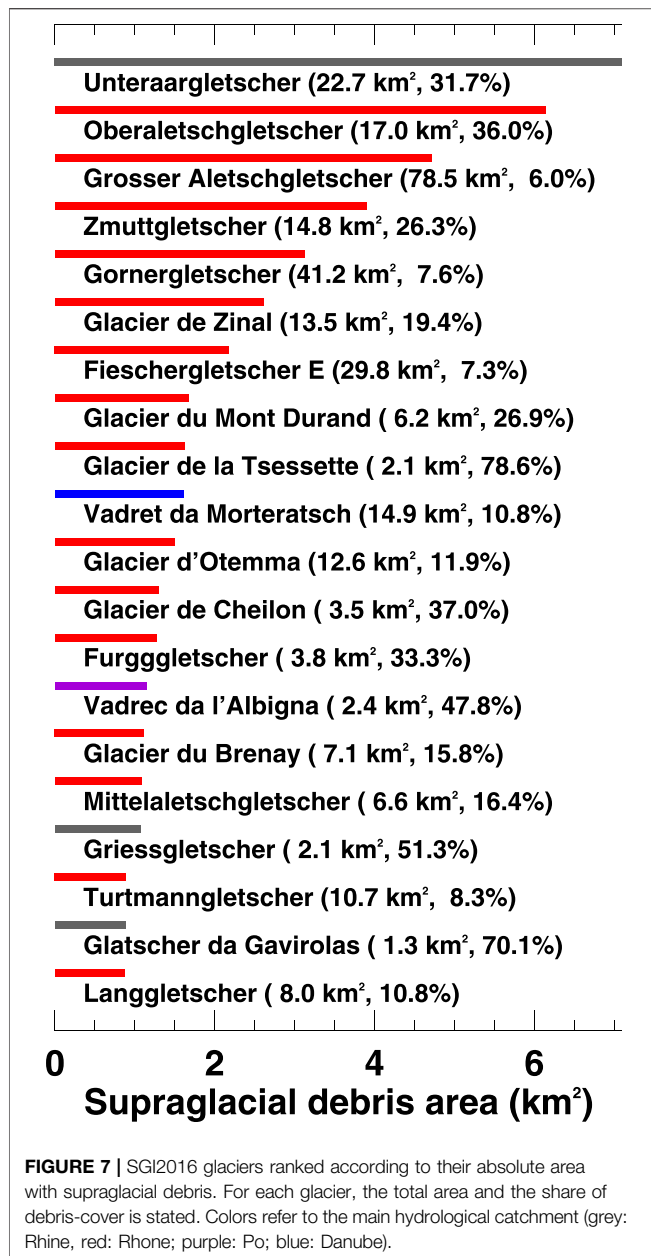 Unteraargletscher (22.7 km², 31.7%)
Oberaletschgletscher (17.0 km², 36.0%)
Grosser Aletschgletscher (78.5 km², 6.0%)
Zmuttgletscher (14.8 km², 26.3%)
Gornergletscher (41.2 km², 7.6%)
Glacier de Zinal (13.5 km², 19.4%)
Fieschergletscher E (29.8 km², 7.3%)
Glacier du Mont Durand ( 6.2 km², 26.9%)
Glacier de la Tsessette ( 2.1 km², 78.6%)
Vadret da Morteratsch (14.9 km², 10.8%)
Glacier d’Otemma (12.6 km², 11.9%)
Glacier de Cheilon ( 3.5 km², 37.0%)
Furgggletscher ( 3.8 km², 33.3%)
Vadrec da l’Albigna ( 2.4 km², 47.8%)
Glacier du Brenay ( 7.1 km², 15.8%)
Mittelaletschgletscher ( 6.6 km², 16.4%)
Griessgletscher ( 2.1 km², 51.3%)
Turtmanngletscher (10.7 km², 8.3%)
Glatscher da Gavirolas ( 1.3 km², 70.1%)
Langgletscher ( 8.0 km², 10.8%)
0 2 4 6
Supraglacial debris area (km²)
FIGURE 7 | SGI2016 glaciers ranked according to their absolute area
with supraglacial debris. For each glacier, the total area and the share of
debris-cover is stated. Colors refer to the main hydrological catchment (grey:
Rhine, red: Rhone; purple: Po; blue: Danube).